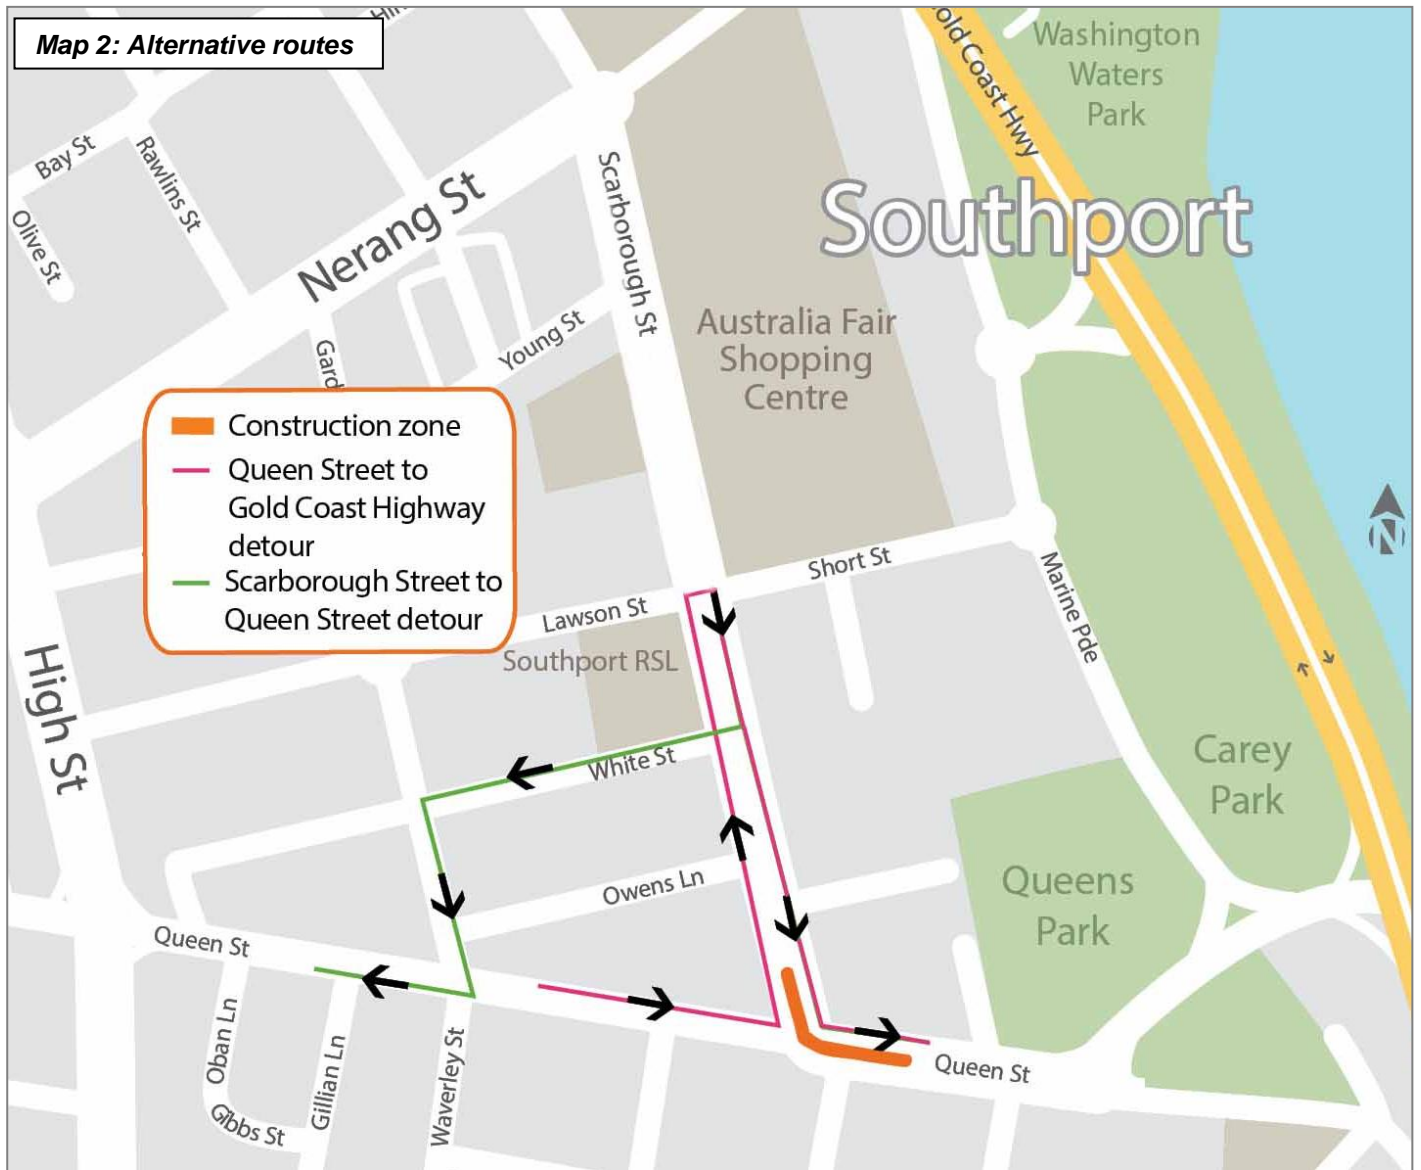 Map 2: Alternative routes
Gold Coast Hwy
Washington
Waters
Park
Bay St
Rawlins St
Olive St
Nerang St
Scarborough St
Southport
Young St
Gard
Australia Fair
Shopping
Centre
Construction zone
Queen Street to
Gold Coast Highway
detour
Scarborough Street to
Queen Street detour
N
Short St
Marine Pde
Lawson St
Southport RSL
High St
White St
Carey
Park
Owens Ln
Queens
Park
Queen St
Oban Ln
Gillian Ln
Waverley St
Gibbs St
Queen St